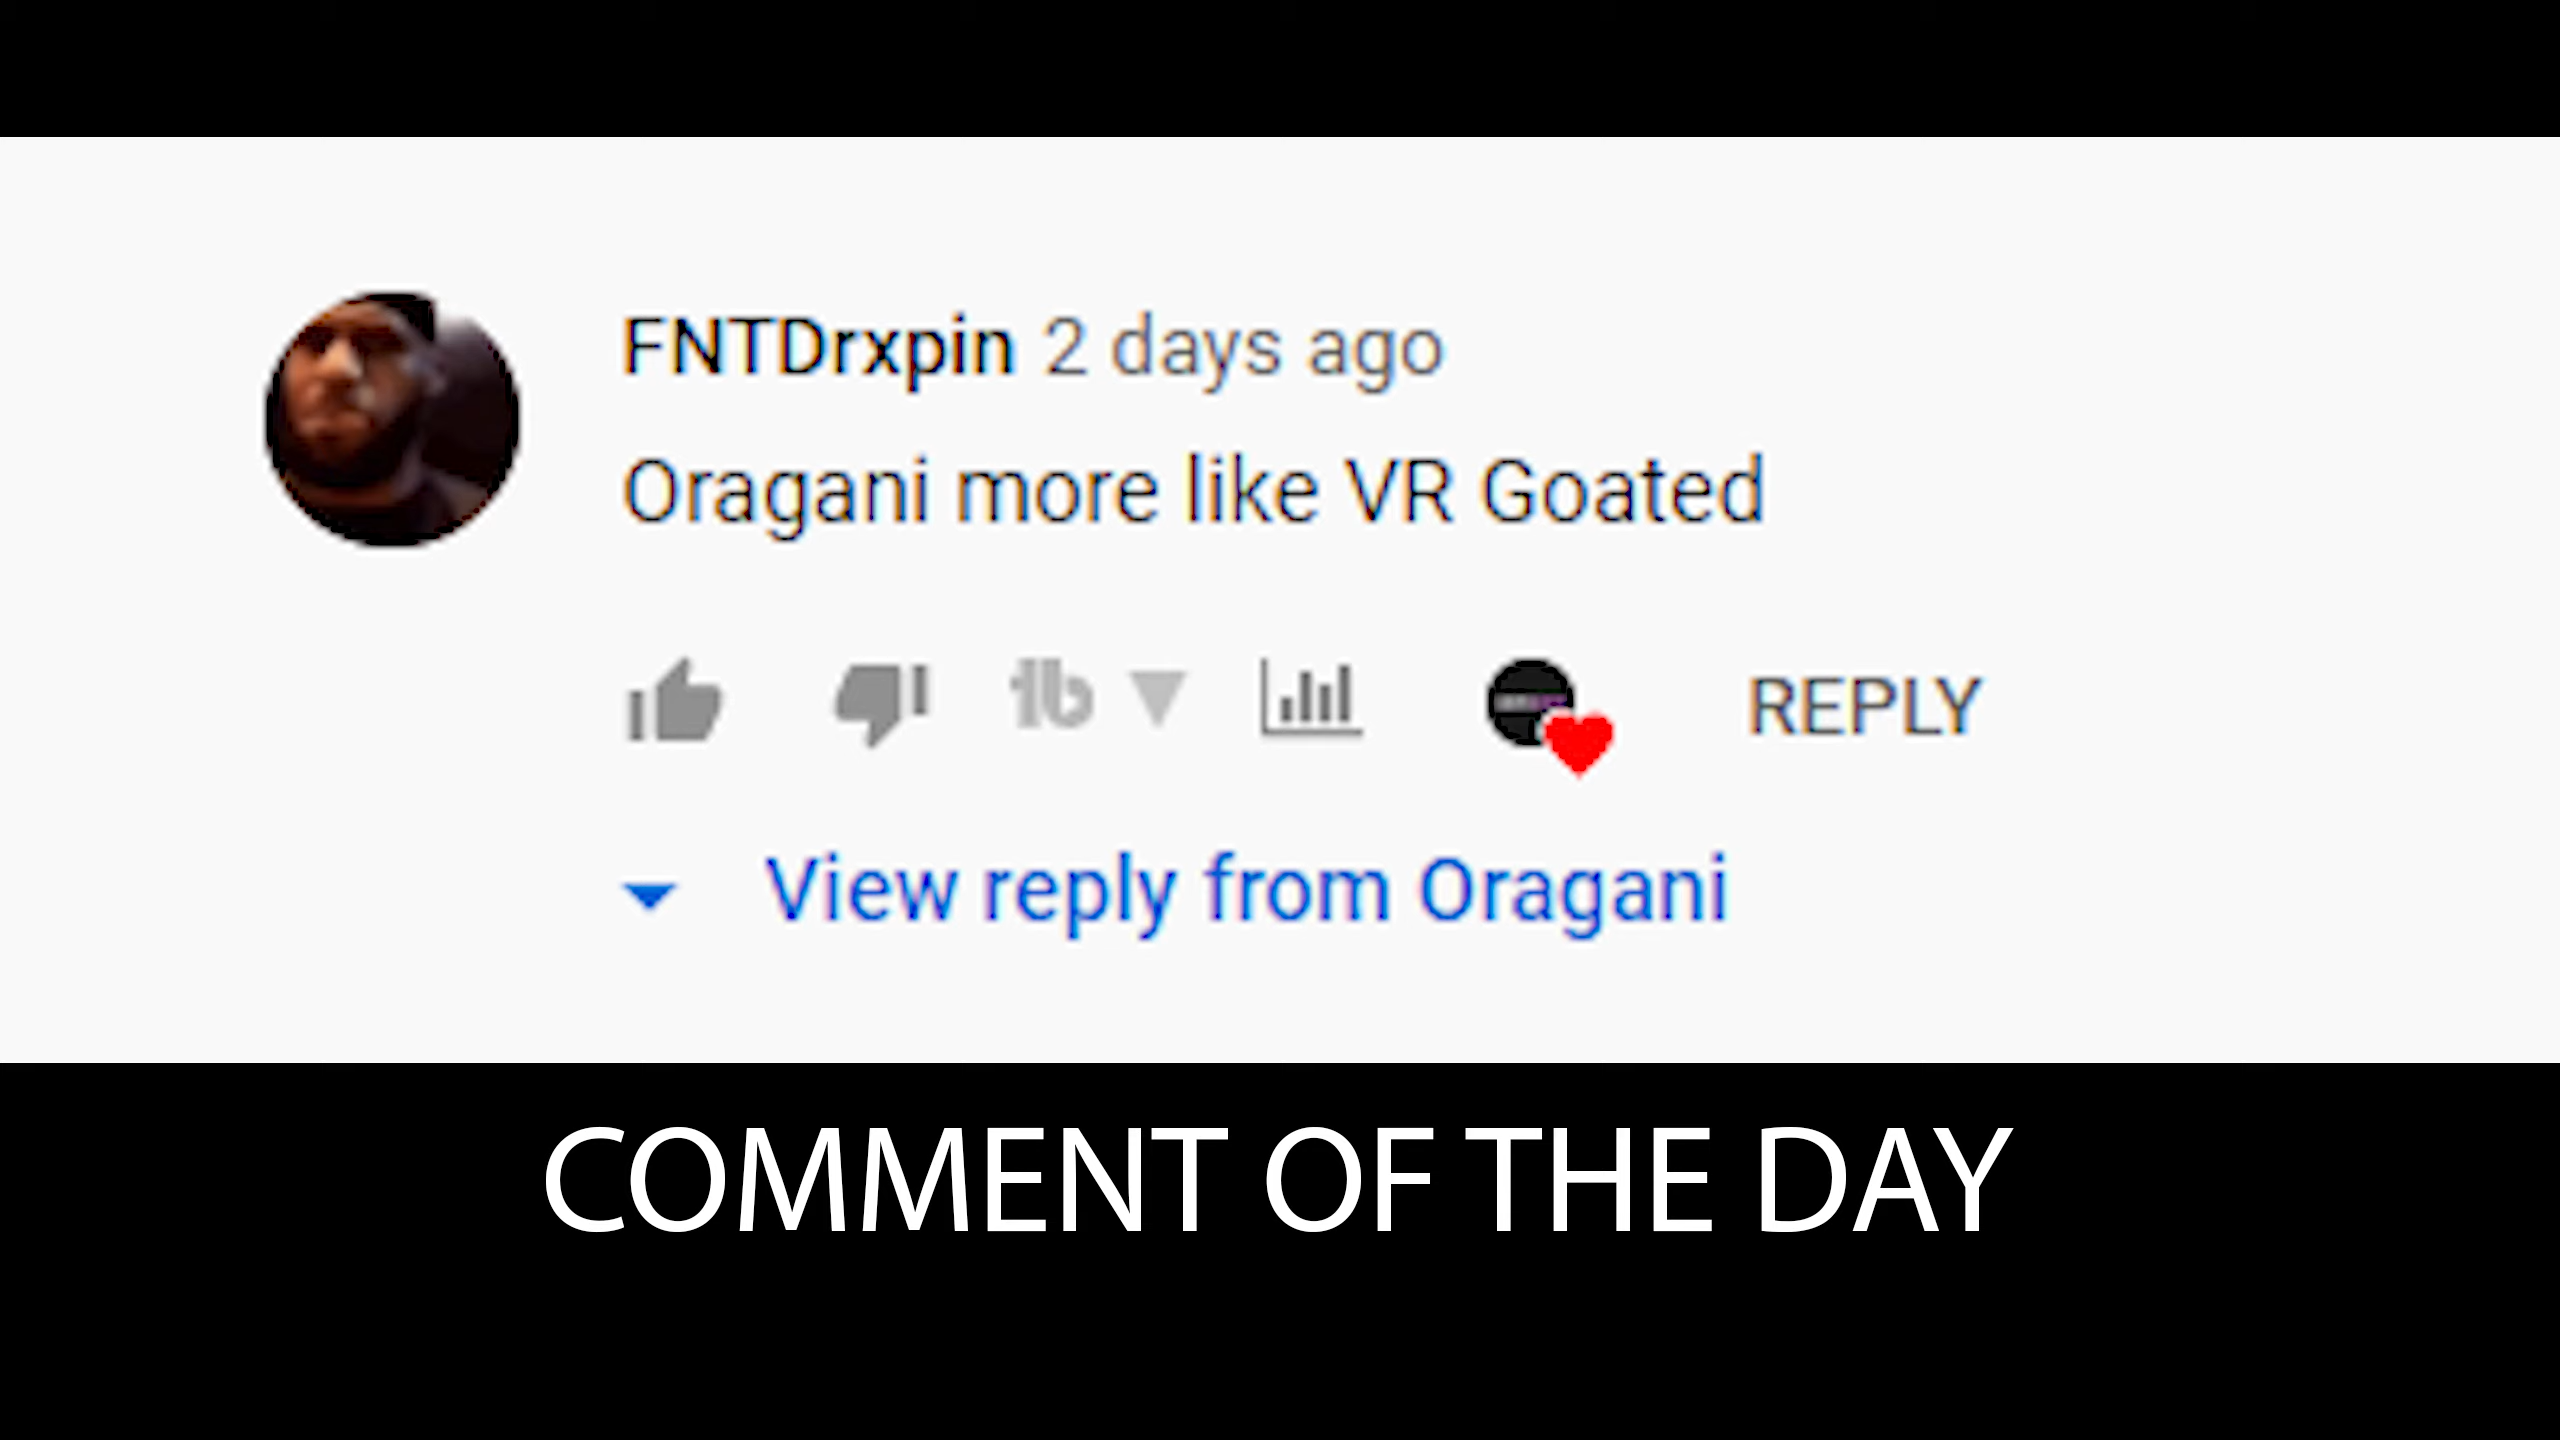 FNTDrxpin 2 days ago
Oragani more like VR Goated
REPLY
View reply from Oragani
COMMENT OF THE DAY